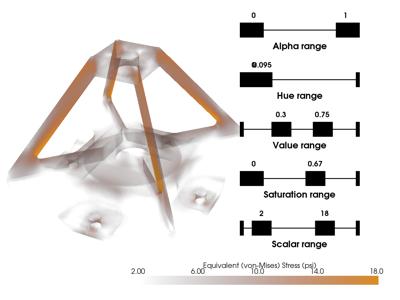 0 1
Alpha range
0.095
Hue range
0.3 0.75
Value range
0 0.67
Saturation range
2 18
Scalar range
Equivalent (von-Mises) Stress (psi)
2.00 6.00 10.0 14.0 18.0